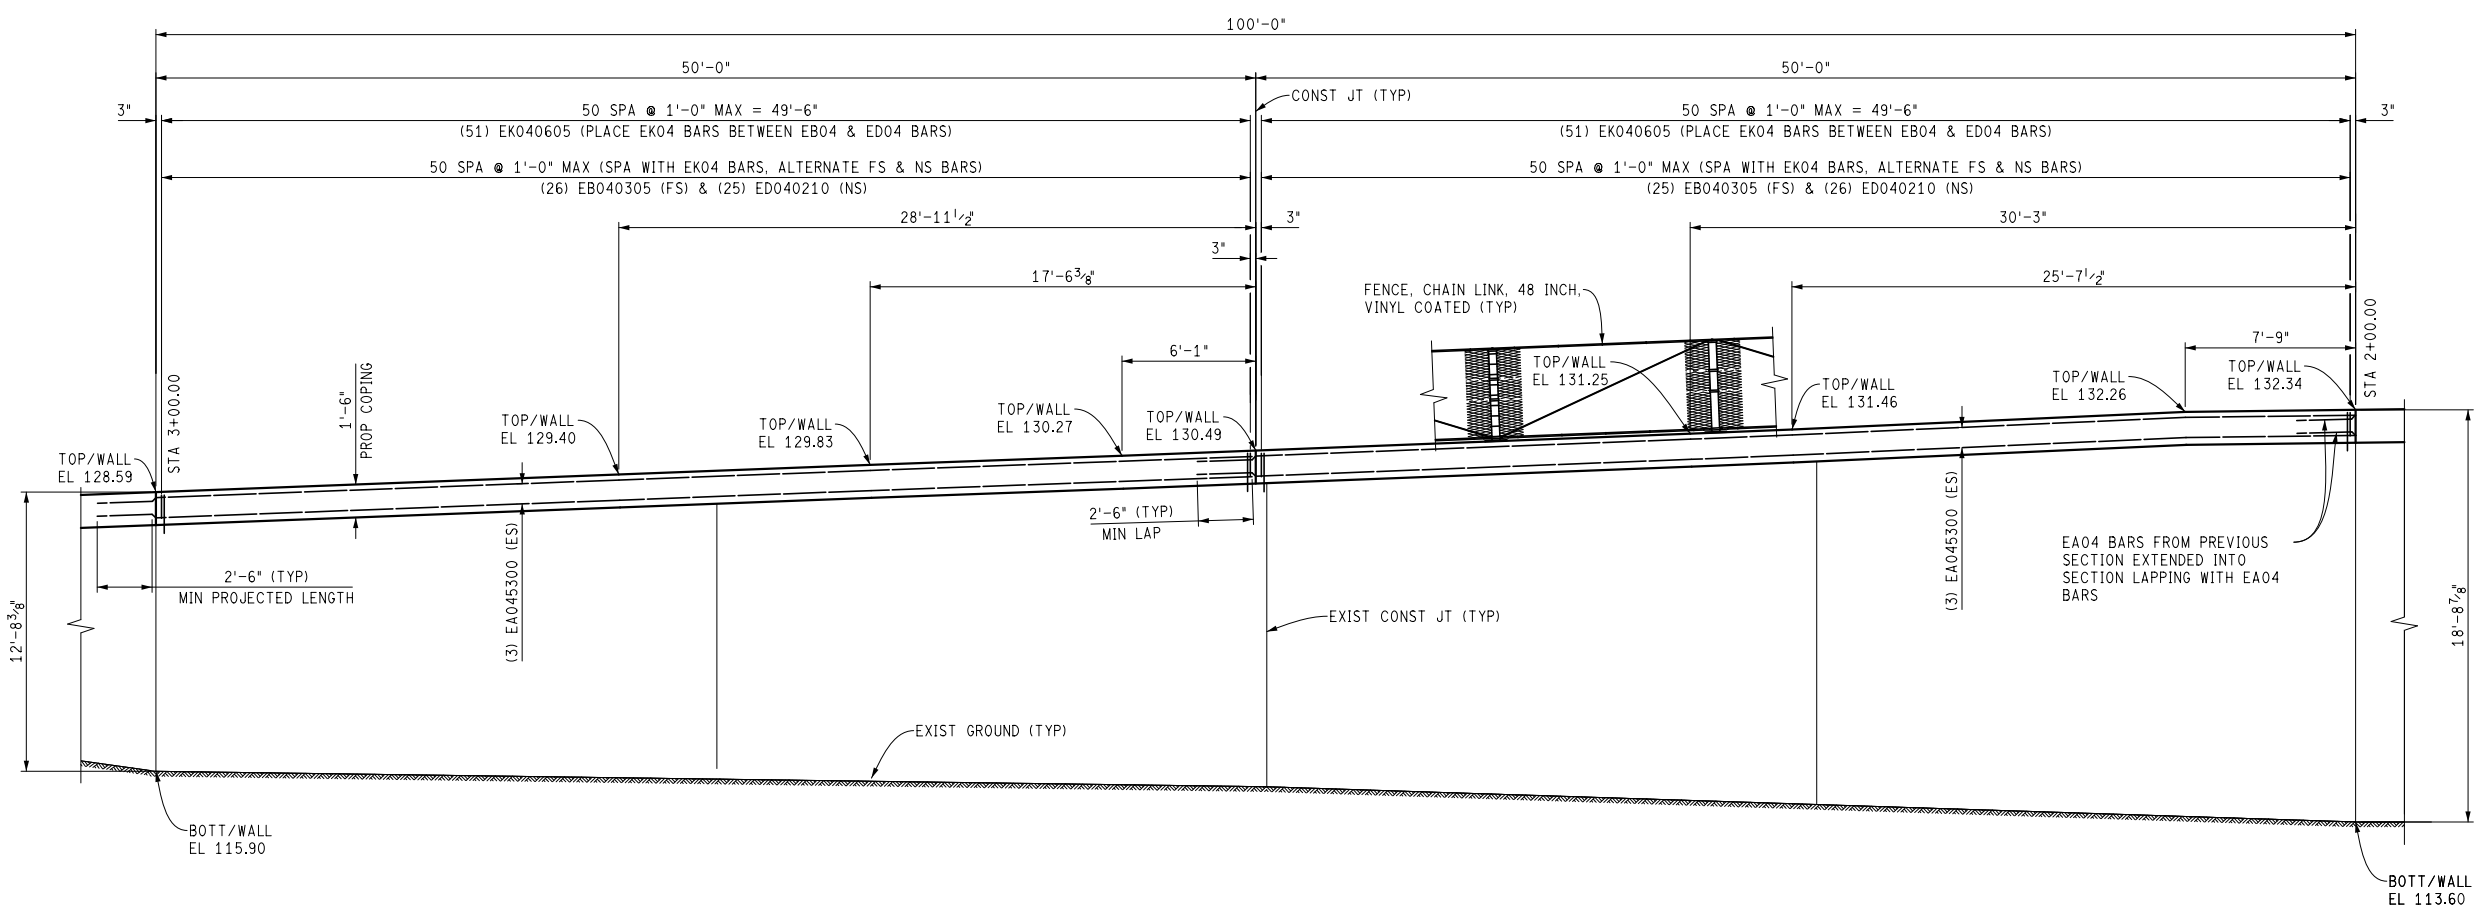 100'-0"
50'-0"
50'-0"
3"
50 SPA @ 1'-0" MAX = 49'-6"
(51) EK040605 (PLACE EK04 BARS BETWEEN EB04 & ED04 BARS)
CONST JT (TYP)
50 SPA @ 1'-0" MAX = 49'-6"
(51) EK040605 (PLACE EK04 BARS BETWEEN EB04 & ED04 BARS)
3"
50 SPA @ 1'-0" MAX (SPA WITH EK04 BARS, ALTERNATE FS & NS BARS)
(26) EB040305 (FS) & (25) ED040210 (NS)
50 SPA @ 1'-0" MAX (SPA WITH EK04 BARS, ALTERNATE FS & NS BARS)
(25) EB040305 (FS) & (26) ED040210 (NS)
28'-11 1/2"
3"
30'-3"
3"
17'-6 3/8"
25'-7 1/2"
FENCE, CHAIN LINK, 48 INCH,
VINYL COATED (TYP)
6'-1"
7'-9"
STA 2+00.00
STA 3+00.00
1'-6"
PROP COPING
TOP/WALL
EL 128.59
TOP/WALL
EL 129.40
TOP/WALL
EL 129.83
TOP/WALL
EL 130.27
TOP/WALL
EL 130.49
TOP/WALL
EL 131.25
TOP/WALL
EL 131.46
TOP/WALL
EL 132.26
TOP/WALL
EL 132.34
2'-6" (TYP)
MIN LAP
(3) EA045300 (ES)
(3) EA045300 (ES)
EA04 BARS FROM PREVIOUS
SECTION EXTENDED INTO
SECTION LAPPING WITH EA04
BARS
2'-6" (TYP)
MIN PROJECTED LENGTH
12'-8 3/8"
18'-8 7/8"
EXIST CONST JT (TYP)
EXIST GROUND (TYP)
BOTT/WALL
EL 115.90
BOTT/WALL
EL 113.60